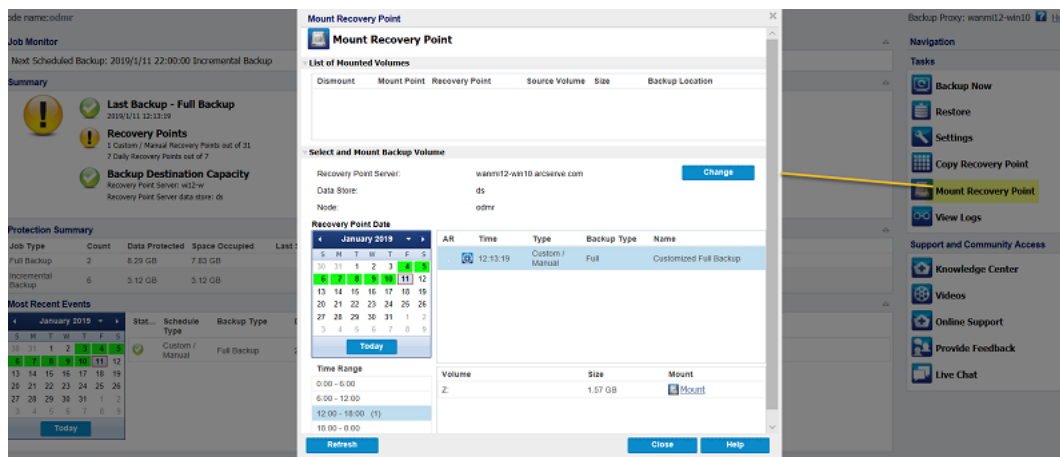 ode name:odmr
Backup Proxy: wanmi12-win10
Job Monitor
Next Scheduled Backup: 2019/1/11 22:00:00 Incremental Backup
Summary
Last Backup - Full Backup
2019/1/11 12:13:19
Recovery Points
1 Custom / Manual Recovery Points out of 31
7 Daily Recovery Points out of 7
Backup Destination Capacity
Recovery Point Server: w12-w
Recovery Point Server data store: ds
Protection Summary
Job Type Count Data Protected Space Occupied Last
Full Backup 2 6.29 GB 7.83 GB
Incremental Backup 6 3.12 GB 3.12 GB
Most Recent Events
January 2019
S M T W T F S
30 31 1 2 3 4 5
6 7 8 9 10 11 12
13 14 15 16 17 18 19
20 21 22 23 24 25 26
27 28 29 30 31 1 2
3 4 5 6 7 8 9
Today
Stat... Schedule Type Backup Type
Custom / Manual Full Backup
Mount Recovery Point
Mount Recovery Point
List of Mounted Volumes
Dismount Mount Point Recovery Point Source Volume Size Backup Location
Select and Mount Backup Volume
Recovery Point Server: wanmi12-win10.arcserve.com
Change
Data Store: ds
Node: odmr
Recovery Point Date
January 2019
S M T W T F S
30 31 1 2 3 4 5
6 7 8 9 10 11 12
13 14 15 16 17 18 19
20 21 22 23 24 25 26
27 28 29 30 31 1 2
3 4 5 6 7 8 9
Today
AR Time Type Backup Type Name
12:13:19 Custom / Manual Full Customized Full Backup
Time Range
0:00 - 6:00
6:00 - 12:00
12:00 - 18:00 (1)
18:00 - 0:00
Volume Size Mount
Z: 1.57 GB Mount
Refresh
Close
Help
Navigation
Tasks
Backup Now
Restore
Settings
Copy Recovery Point
Mount Recovery Point
View Logs
Support and Community Access
Knowledge Center
Videos
Online Support
Provide Feedback
Live Chat